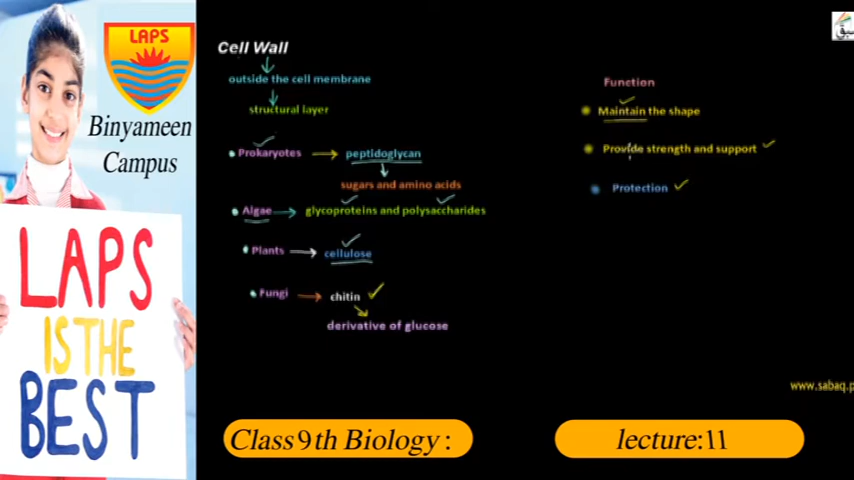 LAPS
Binyameen
Campus
LAPS
IS THE
BEST
Cell Wall
outside the cell membrane
structural layer
Prokaryotes
peptidoglycan
sugars and amino acids
Algae
glycoproteins and polysaccharides
Plants
cellulose
Fungi
chitin
derivative of glucose
Function
Maintain the shape
Provide strength and support
Protection
سبق
www.sabaq.p
Class 9th Biology :
lecture:11